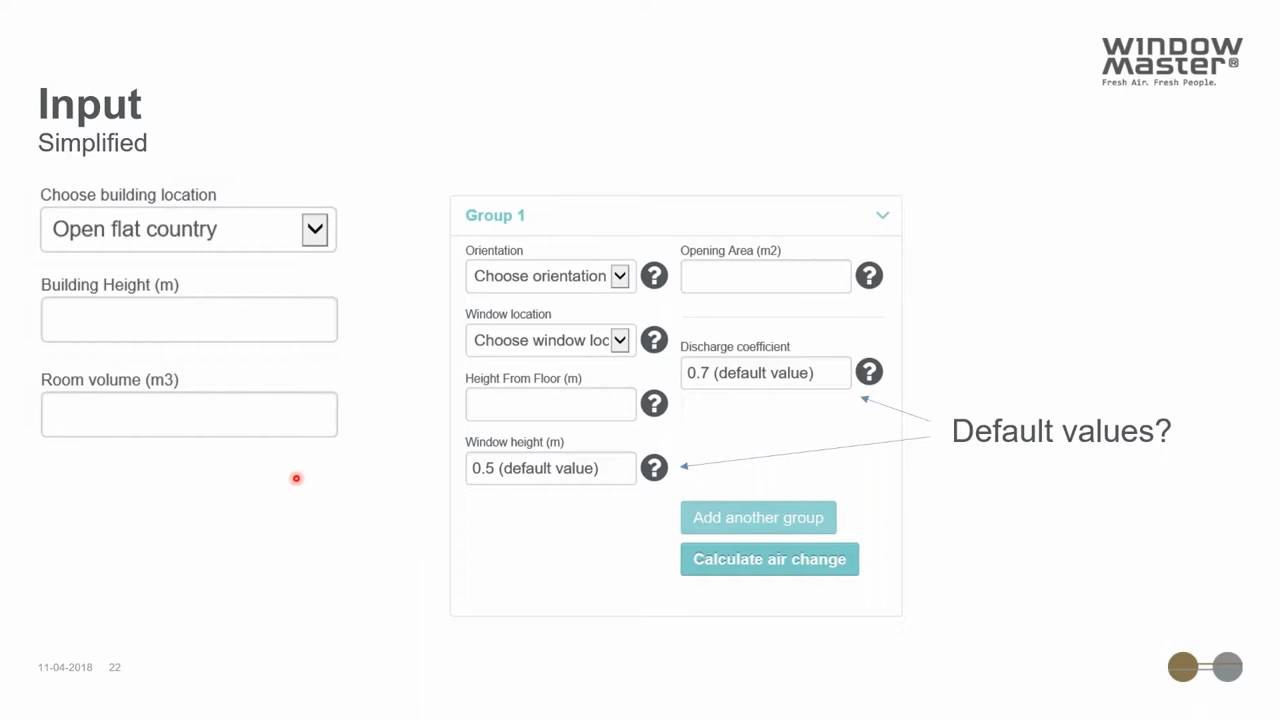 WINDOW
MASTER®
Fresh Air. Fresh People.
Input
Simplified
Choose building location
Open flat country
Building Height (m)
Room volume (m3)
Group 1
Orientation
Choose orientation
?
Window location
Choose window loc
?
Height From Floor (m)
?
Window height (m)
0.5 (default value)
?
Opening Area (m2)
?
Discharge coefficient
0.7 (default value)
?
Add another group
Calculate air change
Default values?
11-04-2018 22